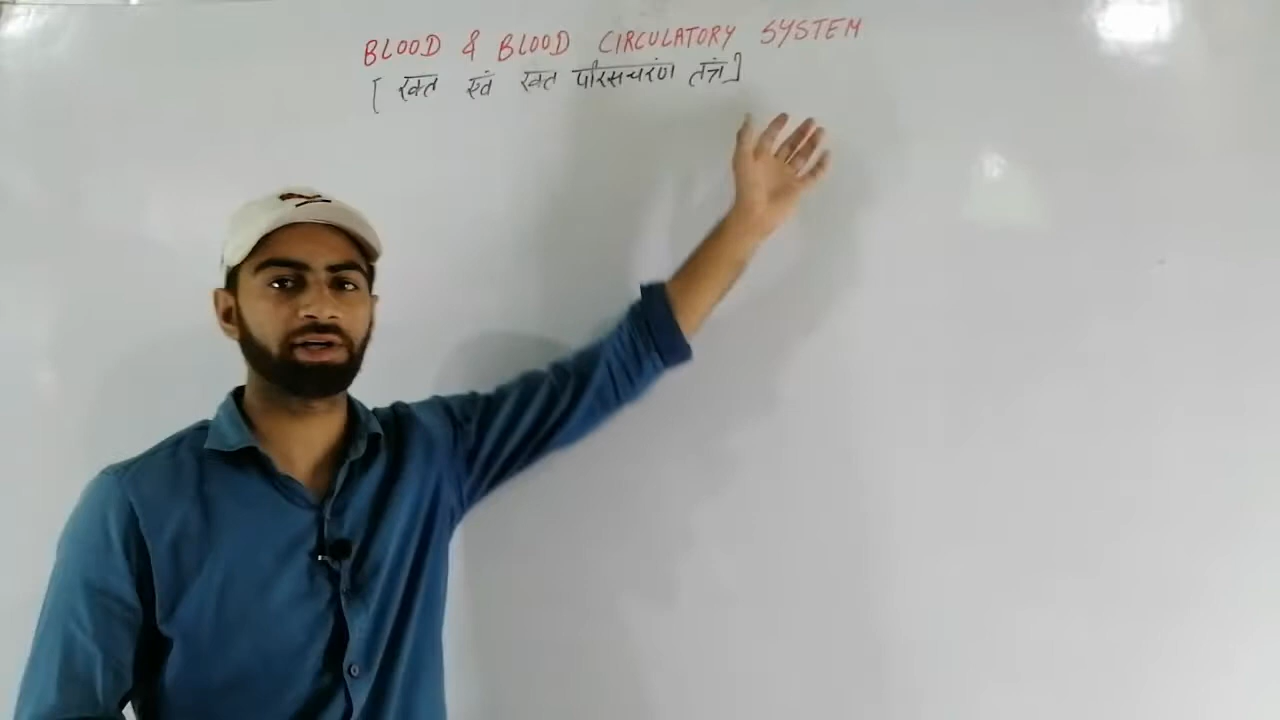 BLOOD & BLOOD CIRCULATORY SYSTEM
[ रक्त एवं रक्त परिसंचरण तंत्र ]